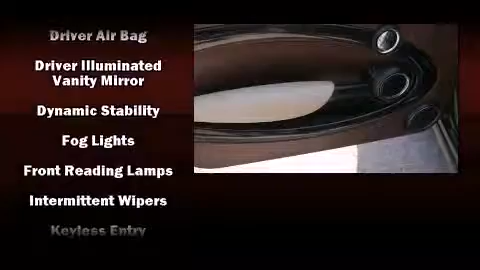 Driver Air Bag
Driver Illuminated
Vanity Mirror
Dynamic Stability
Fog Lights
Front Reading Lamps
Intermittent Wipers
Keyless Entry